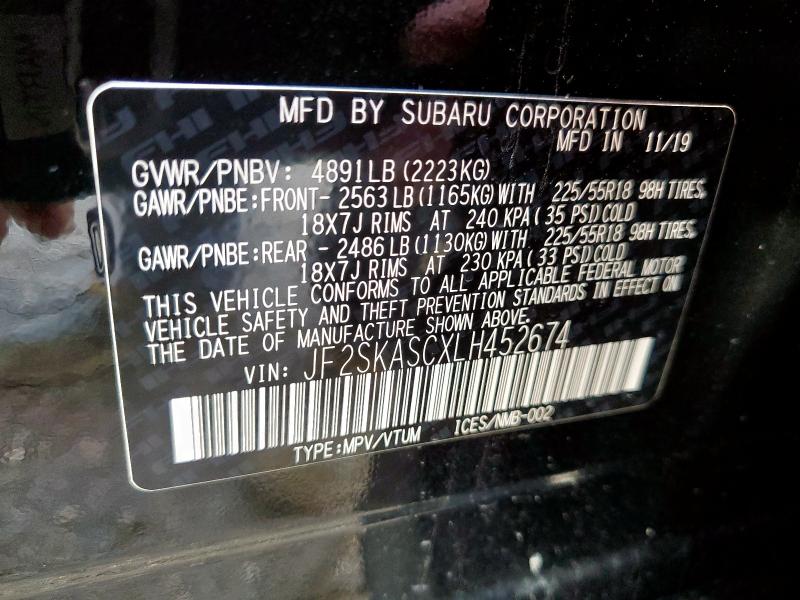 MFD BY SUBARU CORPORATION
MFD IN 11/19
GVWR/PNBV: 4891LB (2223KG)
GAWR/PNBE:FRONT- 2563LB(1165KG)WITH 225/55R18 98H TIRES,
18X7J RIMS AT 240 KPA( 35 PSI)COLD
GAWR/PNBE:REAR - 2486LB(1130KG)WITH 225/55R18 98H TIRES,
18X7J RIMS AT 230 KPA( 33 PSI)COLD
THIS VEHICLE CONFORMS TO ALL APPLICABLE FEDERAL MOTOR
VEHICLE SAFETY AND THEFT PREVENTION STANDARDS IN EFFECT ON
THE DATE OF MANUFACTURE SHOWN ABOVE.
VIN: JF2SKASCXLH452674
TYPE:MPV/VTUM ICES/NMB-002